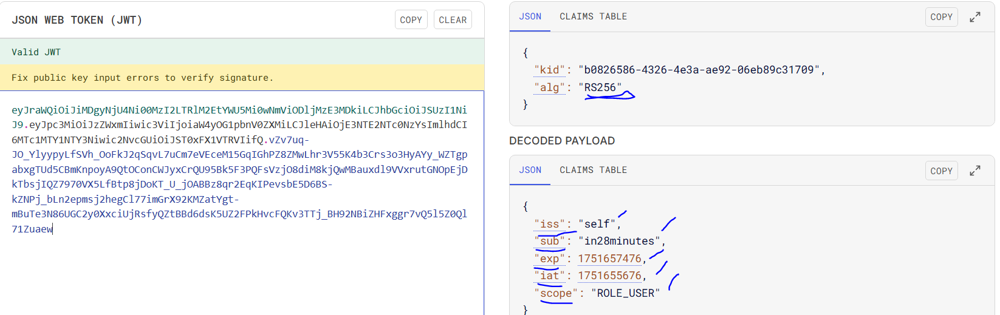 JSON WEB TOKEN (JWT)
COPY
CLEAR
Valid JWT
Fix public key input errors to verify signature.
eyJraWQiOiJiMDgyNjU4Ni00MzI2LTRlM2EtYWU5Mi0wNmViODljMzE3MDkiLCJhbGciOiJSUzI1Ni
J9.eyJpc3MiOiJzZWxmIiwic3ViIjoiaW4yOG1pbnV0ZXMiLCJleHAiOjE3NTE2NTc0NzYsImlhdCI
6MTc1MTY1NTY3Niwic2NvcGUiOiJST0xFX1VTRVIifQ.vZv7uq-
JO_YlyypyLfSVh_OoFkJ2qSqvL7uCm7eVEceM15GqIGhPZ8ZMwLhr3V55K4b3Crs3o3HyAYy_WZTgp
abxgTUd5CBmKnpoyA9QtOConCWJyxCrQU95Bk5F3PQFsVzjO8diM8kjQwMBauxdl9VVxrutGNOpEjD
kTbsjIQZ7970VX5LfBtp8jDoKT_U_jOABBz8qr2EqKIPevsbE5D6BS-
kZNPj_bLn2epmsj2hegCl77imGrX92KMZatYgt-
mBuTe3N86UGC2y0XxciUjRsfyQZtBBd6dsK5UZ2FPkHvcFQKv3TTj_BH92NBiZHFxggr7vQ5l5Z0Ql
71Zuaew
JSON
CLAIMS TABLE
COPY
{
"kid": "b0826586-4326-4e3a-ae92-06eb89c31709",
"alg": "RS256"
}
DECODED PAYLOAD
JSON
CLAIMS TABLE
COPY
{
"iss": "self",
"sub": "in28minutes",
"exp": 1751657476,
"iat": 1751655676,
"scope": "ROLE_USER"
}